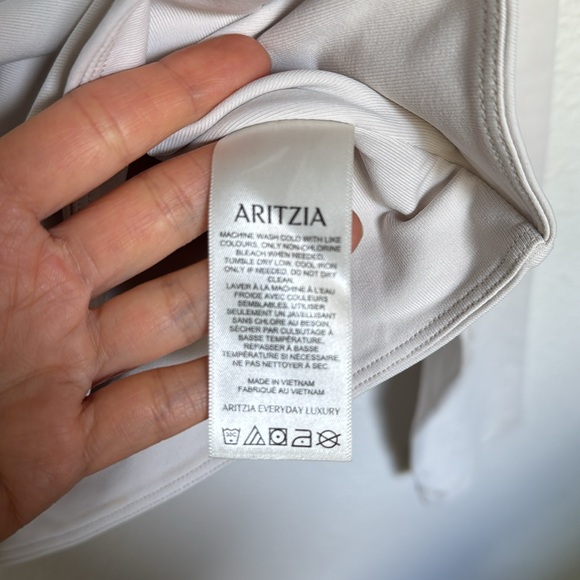 ARITZIA
MACHINE WASH COLD WITH LIKE
COLOURS, ONLY NON-CHLORINE
BLEACH WHEN NEEDED,
TUMBLE DRY LOW, COOL IRON
ONLY IF NEEDED. DO NOT DRY
CLEAN.
LAVER À LA MACHINE À L'EAU
FROIDE AVEC COULEURS
SEMBLABLES, UTILISER
SEULEMENT UN JAVELLISANT
SANS CHLORE AU BESOIN,
SÉCHER PAR CULBUTAGE À
BASSE TEMPÉRATURE,
REPASSER À BASSE
TEMPÉRATURE SI NÉCESSAIRE,
NE PAS NETTOYER À SEC.
MADE IN VIETNAM
FABRIQUÉ AU VIETNAM
ARITZIA EVERYDAY LUXURY
30C